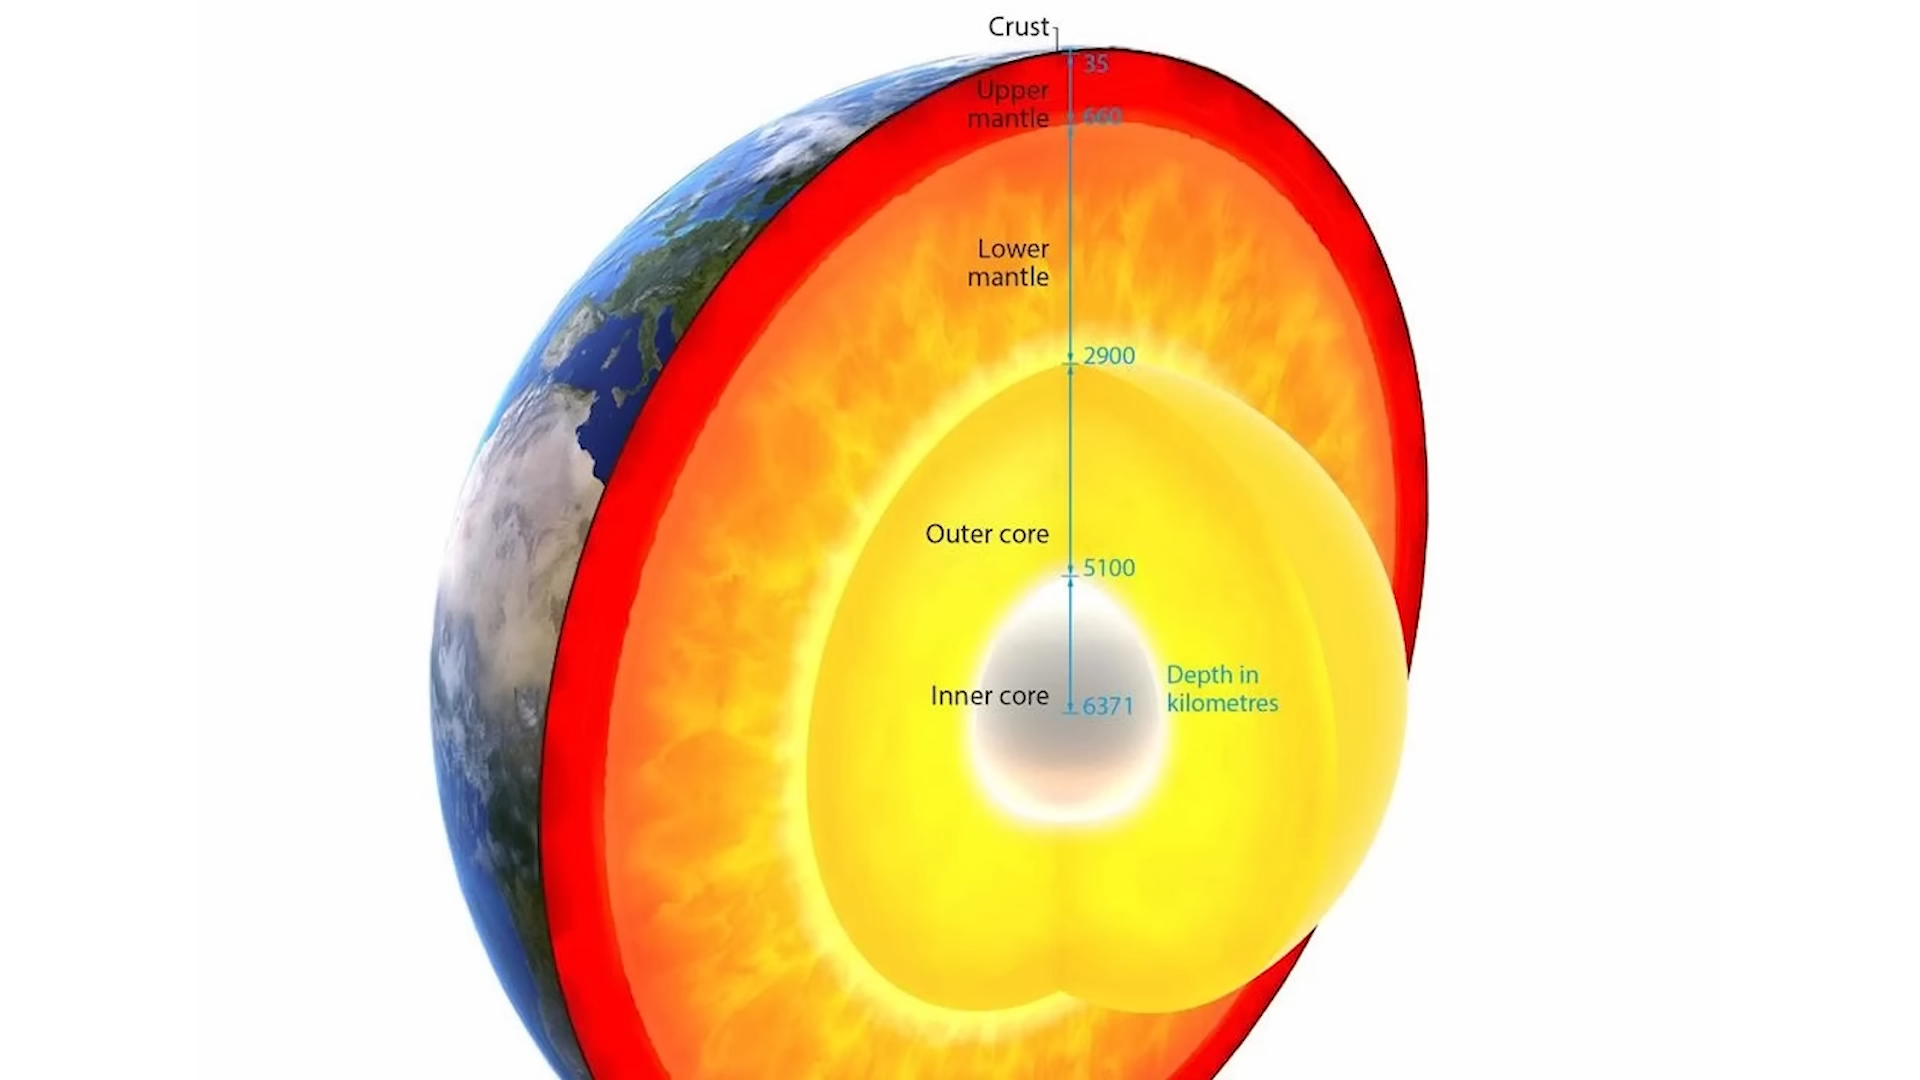 Crust
35
Upper
mantle
660
Lower
mantle
2900
Outer core
5100
Inner core
6371
Depth in
kilometres